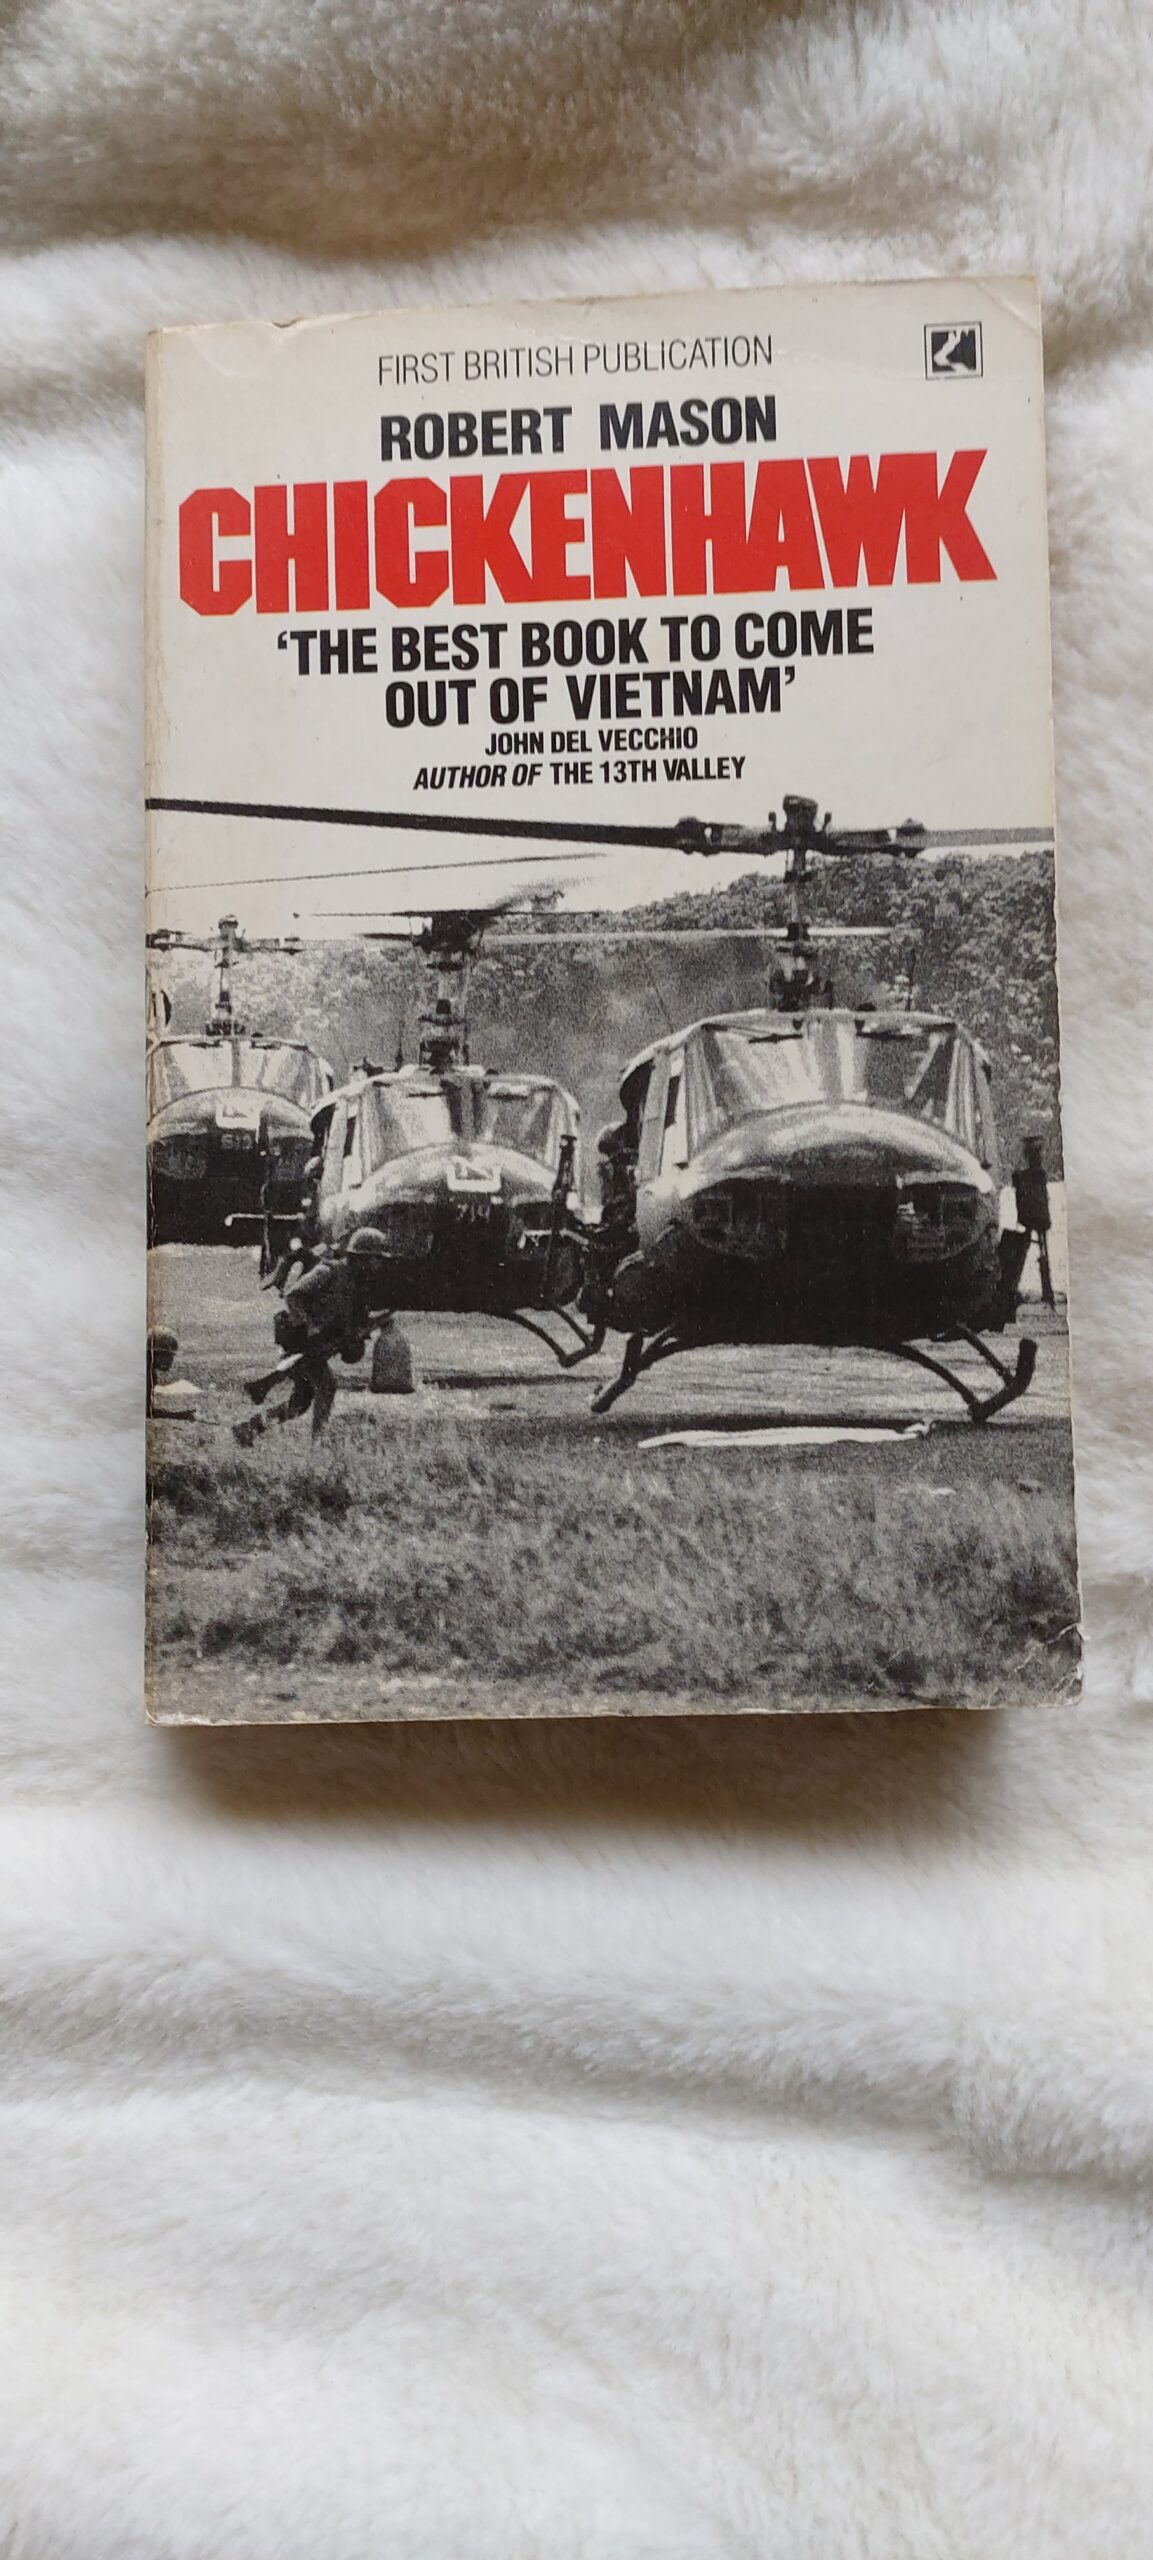 FIRST BRITISH PUBLICATION
ROBERT MASON
CHICKENHAWK
‘THE BEST BOOK TO COME
OUT OF VIETNAM’
JOHN DEL VECCHIO
AUTHOR OF THE 13TH VALLEY
714